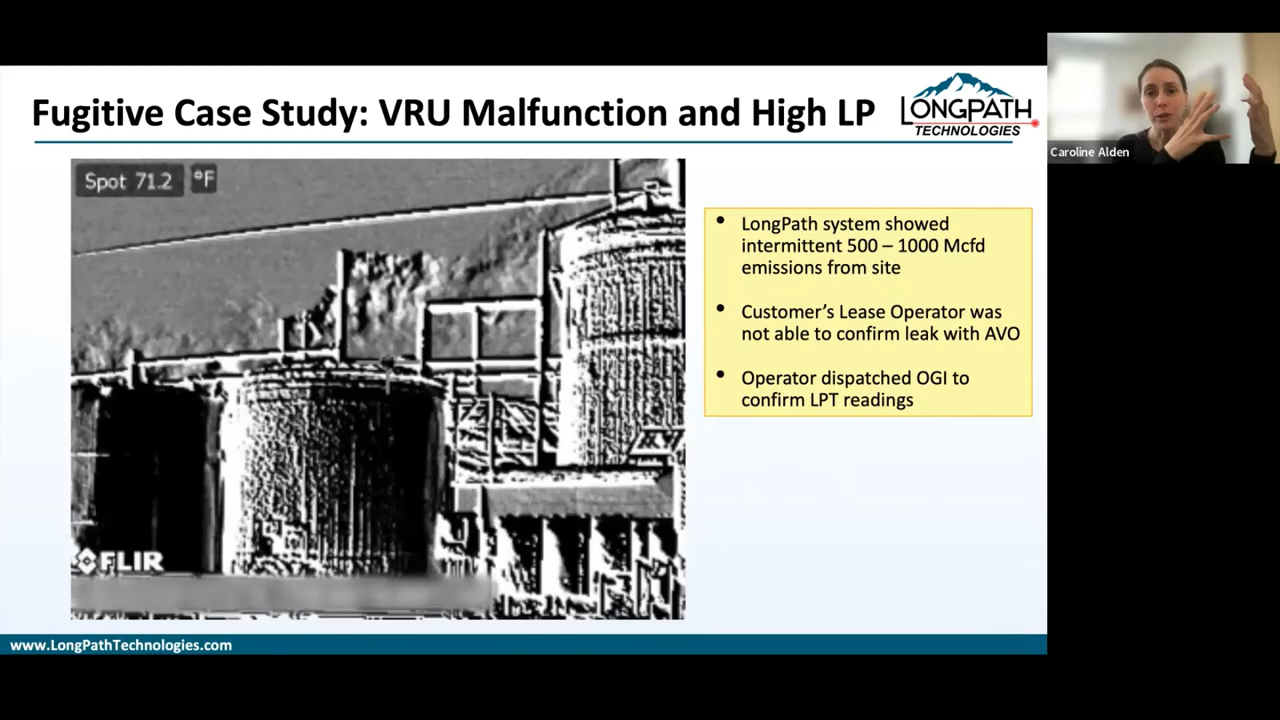 Fugitive Case Study: VRU Malfunction and High LP
LONGPATH
TECHNOLOGIES
Caroline Alden
Spot 71.2 °F
• LongPath system showed
intermittent 500 – 1000 Mcfd
emissions from site
• Customer’s Lease Operator was
not able to confirm leak with AVO
• Operator dispatched OGI to
confirm LPT readings
FLIR
www.LongPathTechnologies.com